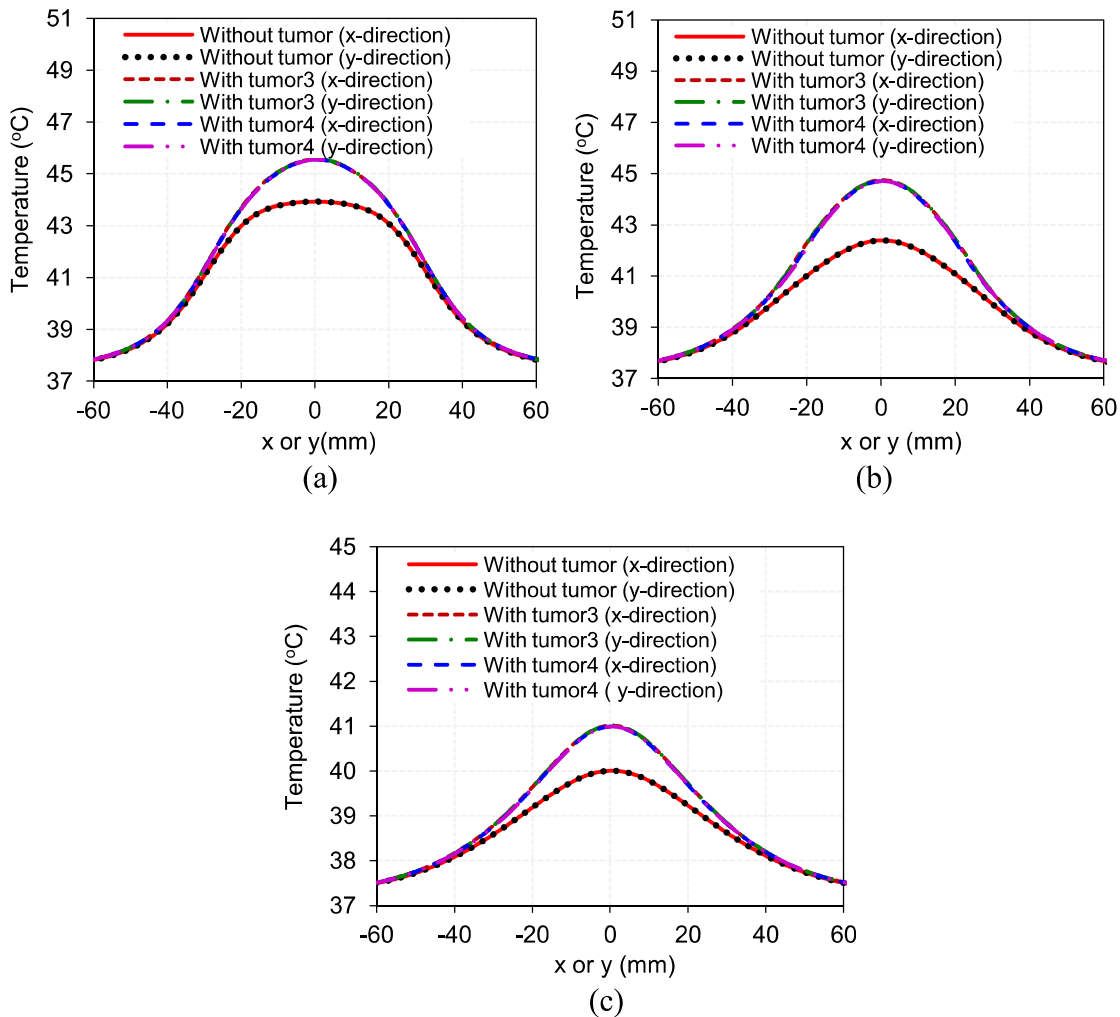 51
49
47
45
43
41
39
37
Temperature (°C)
Without tumor (x-direction)
Without tumor (y-direction)
With tumor3 (x-direction)
With tumor3 (y-direction)
With tumor4 (x-direction)
With tumor4 (y-direction)
-60 -40 -20 0 20 40 60
x or y(mm)
(a)
51
49
47
45
43
41
39
37
Temperature (°C)
Without tumor (x-direction)
Without tumor (y-direction)
With tumor3 (x-direction)
With tumor3 (y-direction)
With tumor4 (x-direction)
With tumor4 (y-direction)
-60 -40 -20 0 20 40 60
x or y (mm)
(b)
45
44
43
42
41
40
39
38
37
Temperature (°C)
Without tumor (x-direction)
Without tumor (y-direction)
With tumor3 (x-direction)
With tumor3 (y-direction)
With tumor4 (x-direction)
With tumor4 ( y-direction)
-60 -40 -20 0 20 40 60
x or y (mm)
(c)